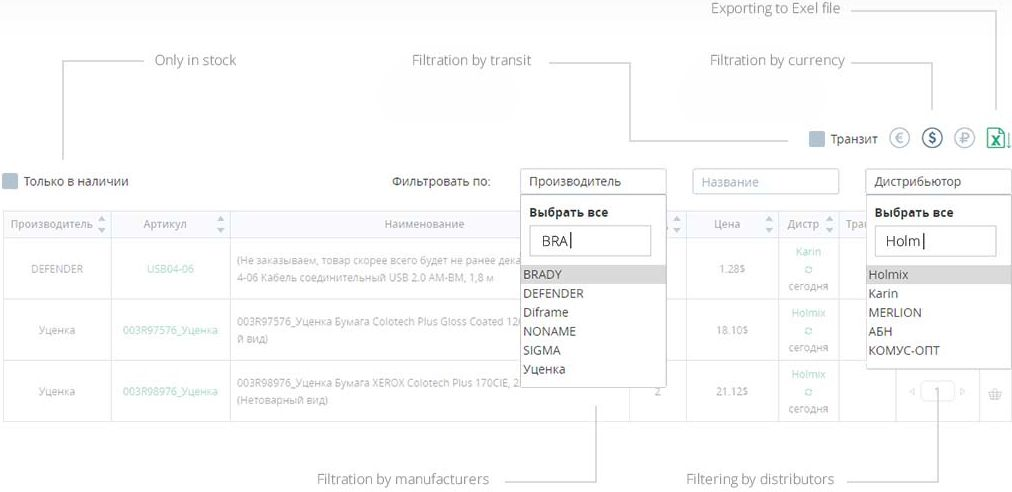 Exporting to Exel file
Only in stock
Filtration by transit
Filtration by currency
Транзит € $ ₽ X
Только в наличии
Фильтровать по:
Производитель
Название
Дистрибьютор
Выбрать все
BRA
BRADY
DEFENDER
Diframe
NONAME
SIGMA
Уценка
Выбрать все
Holm
Holmix
Karin
MERLION
АБН
КОМУС-ОПТ
Производитель Артикул Наименование Цена Дистр
DEFENDER USB04-06
(Не заказываем, товар скорее всего будет не ранее
4-06 Кабель соединительный USB 2.0 AM-BM, 1,8 м
1.28$
Karin
сегодня
Уценка 003R97576_Уценка
003R97576_Уценка Бумага Colotech Plus Gloss Coated
й вид)
18.10$
Holmix
сегодня
Уценка 003R98976_Уценка
003R98976_Уценка Бумага XEROX Colotech Plus 170CIE, 2
(Нетоварный вид)
2
21.12$
Holmix
сегодня
1
Filtration by manufacturers
Filtering by distributors